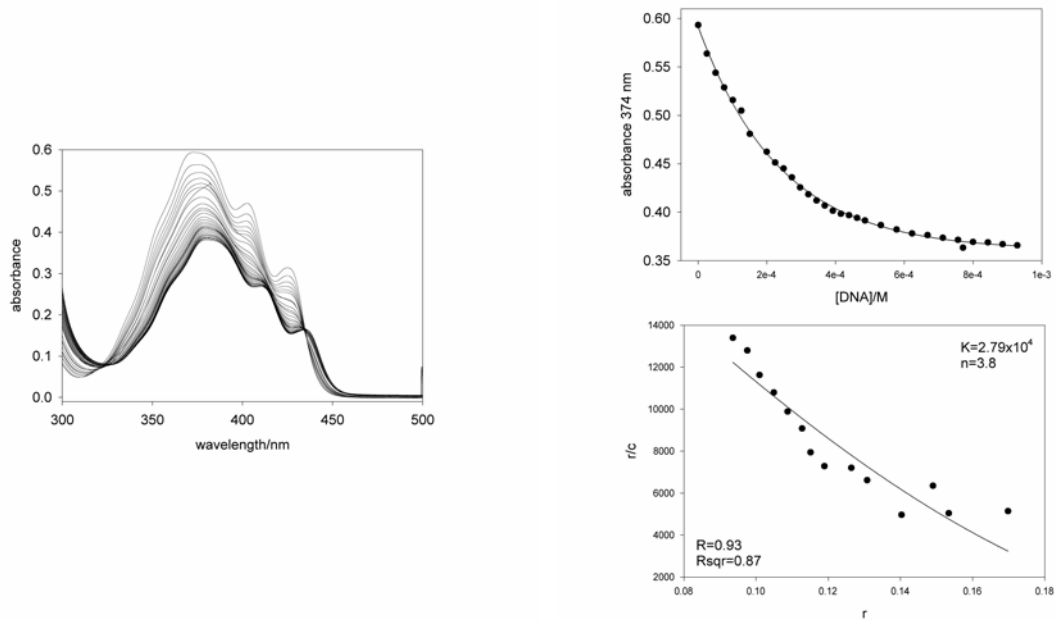 0.6
0.5
0.4
0.3
0.2
0.1
0.0
absorbance
300 350 400 450 500
wavelength/nm
0.60
0.55
0.50
0.45
0.40
0.35
absorbance 374 nm
0 2e-4 4e-4 6e-4 8e-4 1e-3
[DNA]/M
14000
12000
10000
8000
6000
4000
2000
r/c
K=2.79x10⁴
n=3.8
R=0.93
Rsqr=0.87
0.08 0.10 0.12 0.14 0.16 0.18
r